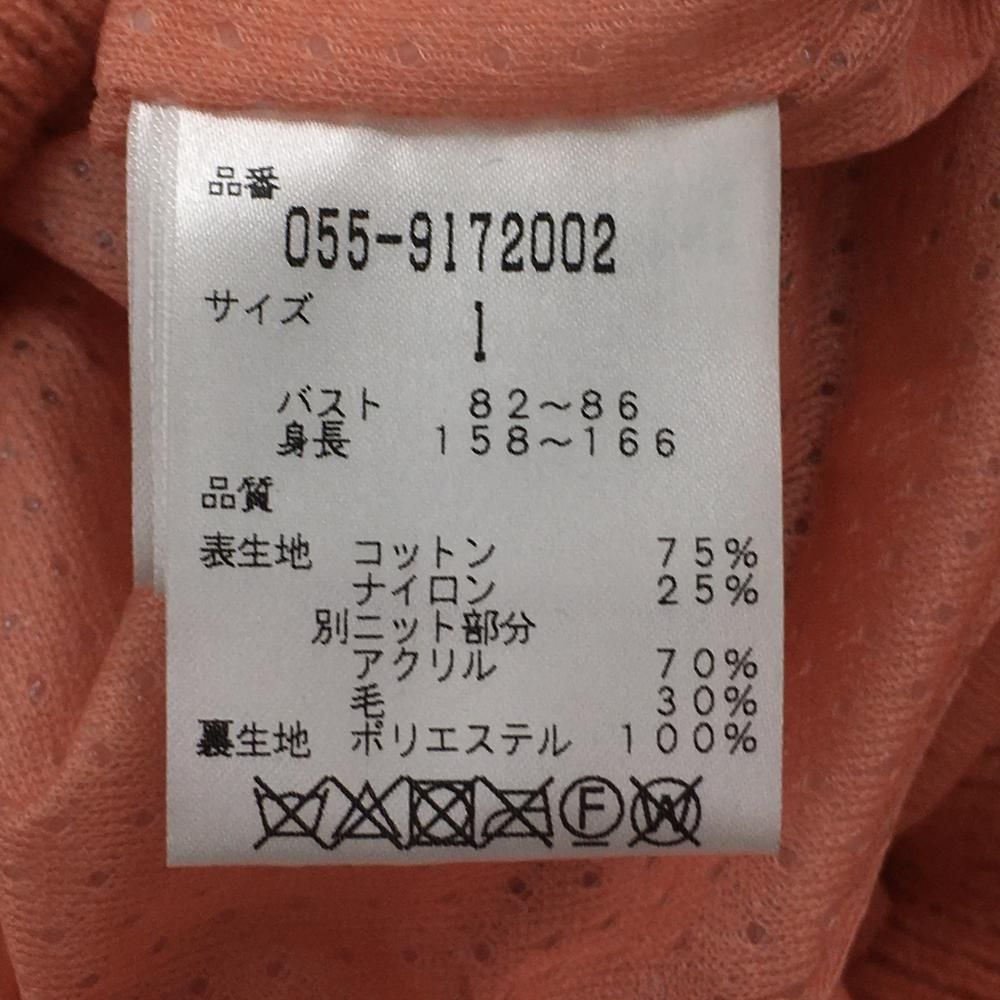 品番
055-9172002
サイズ
1
バスト 82~86
身長 158~166
品質
表生地 コットン 75%
ナイロン 25%
別ニット部分
アクリル 70%
毛 30%
裏生地 ポリエステル 100%
F W